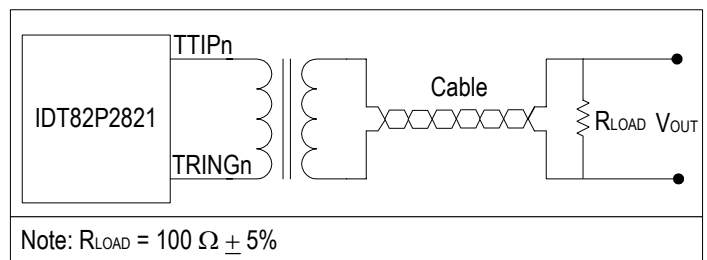 TTIPn
Cable
IDT82P2821
RLOAD VOUT
TRINGn
Note: RLOAD = 100 Ω ± 5%